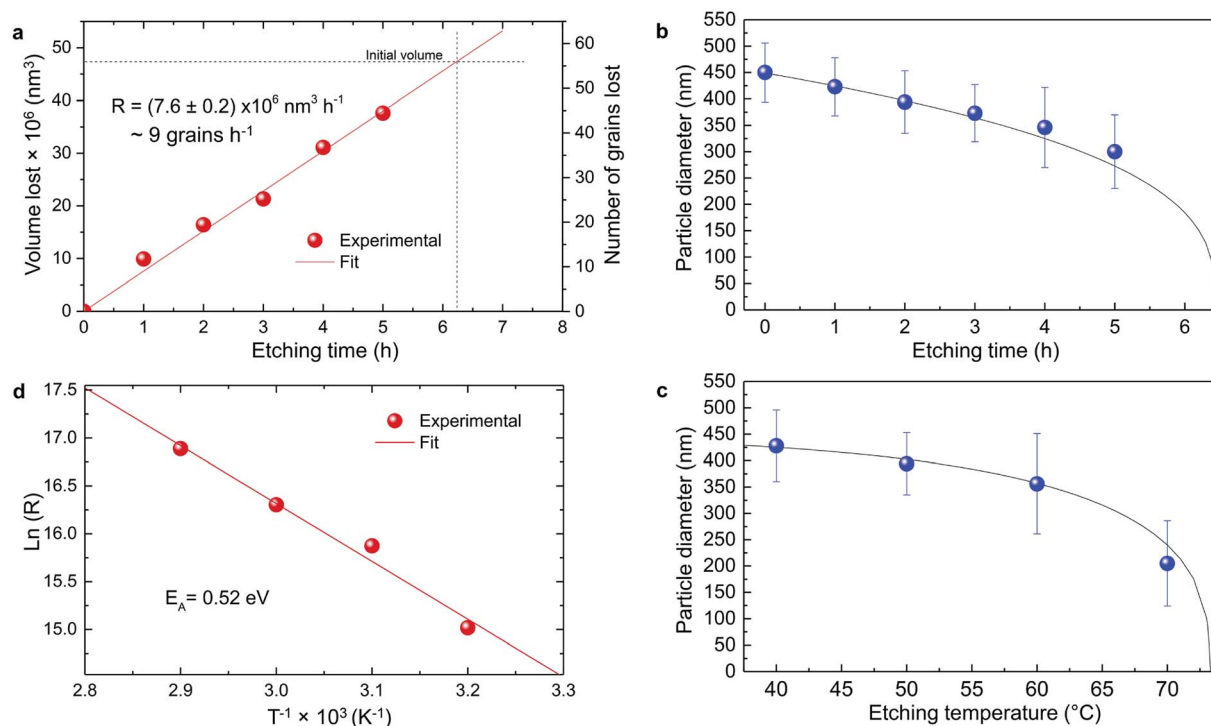 a
Volume lost × 10⁶ (nm³)
50
40
30
20
10
0
Initial volume
R = (7.6 ± 0.2) x10⁶ nm³ h⁻¹
~ 9 grains h⁻¹
Experimental
Fit
60
50
40
30
20
10
0
Number of grains lost
0 1 2 3 4 5 6 7 8
Etching time (h)
b
Particle diameter (nm)
550
500
450
400
350
300
250
200
150
100
50
0
0 1 2 3 4 5 6
Etching time (h)
d
Ln (R)
17.5
17.0
16.5
16.0
15.5
15.0
Experimental
Fit
E_A = 0.52 eV
2.8 2.9 3.0 3.1 3.2 3.3
T⁻¹ × 10³ (K⁻¹)
c
Particle diameter (nm)
550
500
450
400
350
300
250
200
150
100
50
0
40 45 50 55 60 65 70
Etching temperature (°C)